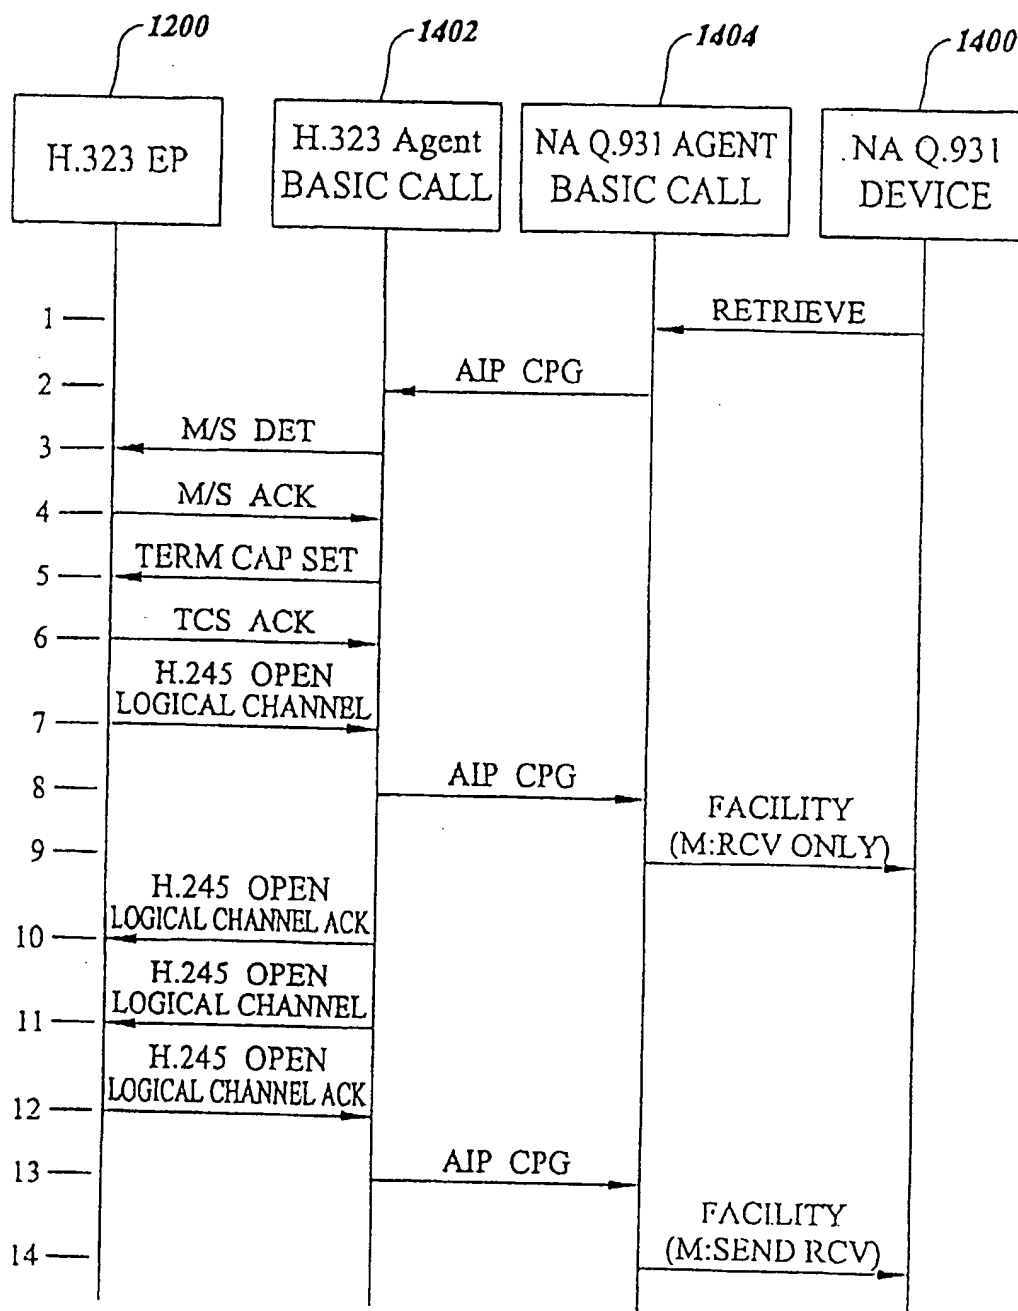 1200
1402
1404
1400
H.323 EP
H.323 Agent
BASIC CALL
NA Q.931 AGENT
BASIC CALL
NA Q.931
DEVICE
1
RETRIEVE
2
AIP CPG
3
M/S DET
4
M/S ACK
5
TERM CAP SET
6
TCS ACK
H.245 OPEN
LOGICAL CHANNEL
7
8
AIP CPG
FACILITY
(M:RCV ONLY)
9
H.245 OPEN
LOGICAL CHANNEL ACK
10
H.245 OPEN
LOGICAL CHANNEL
11
H.245 OPEN
LOGICAL CHANNEL ACK
12
13
AIP CPG
FACILITY
(M:SEND RCV)
14